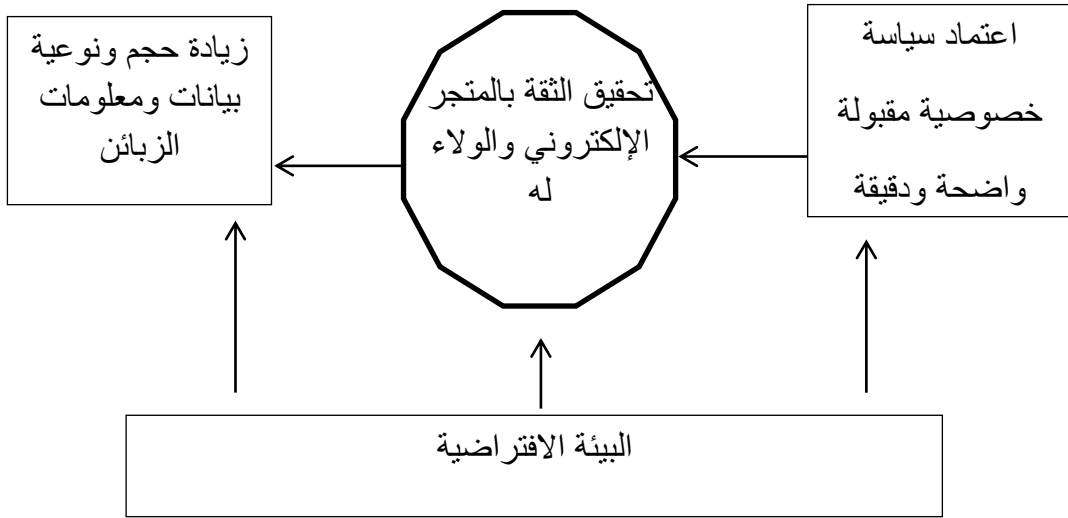 اعتماد سياسة
خصوصية مقبولة
واضحة ودقيقة
تحقيق الثقة بالمتجر
الإلكتروني والولاء
له
زيادة حجم ونوعية
بيانات ومعلومات
الزبائن
البيئة الافتراضية